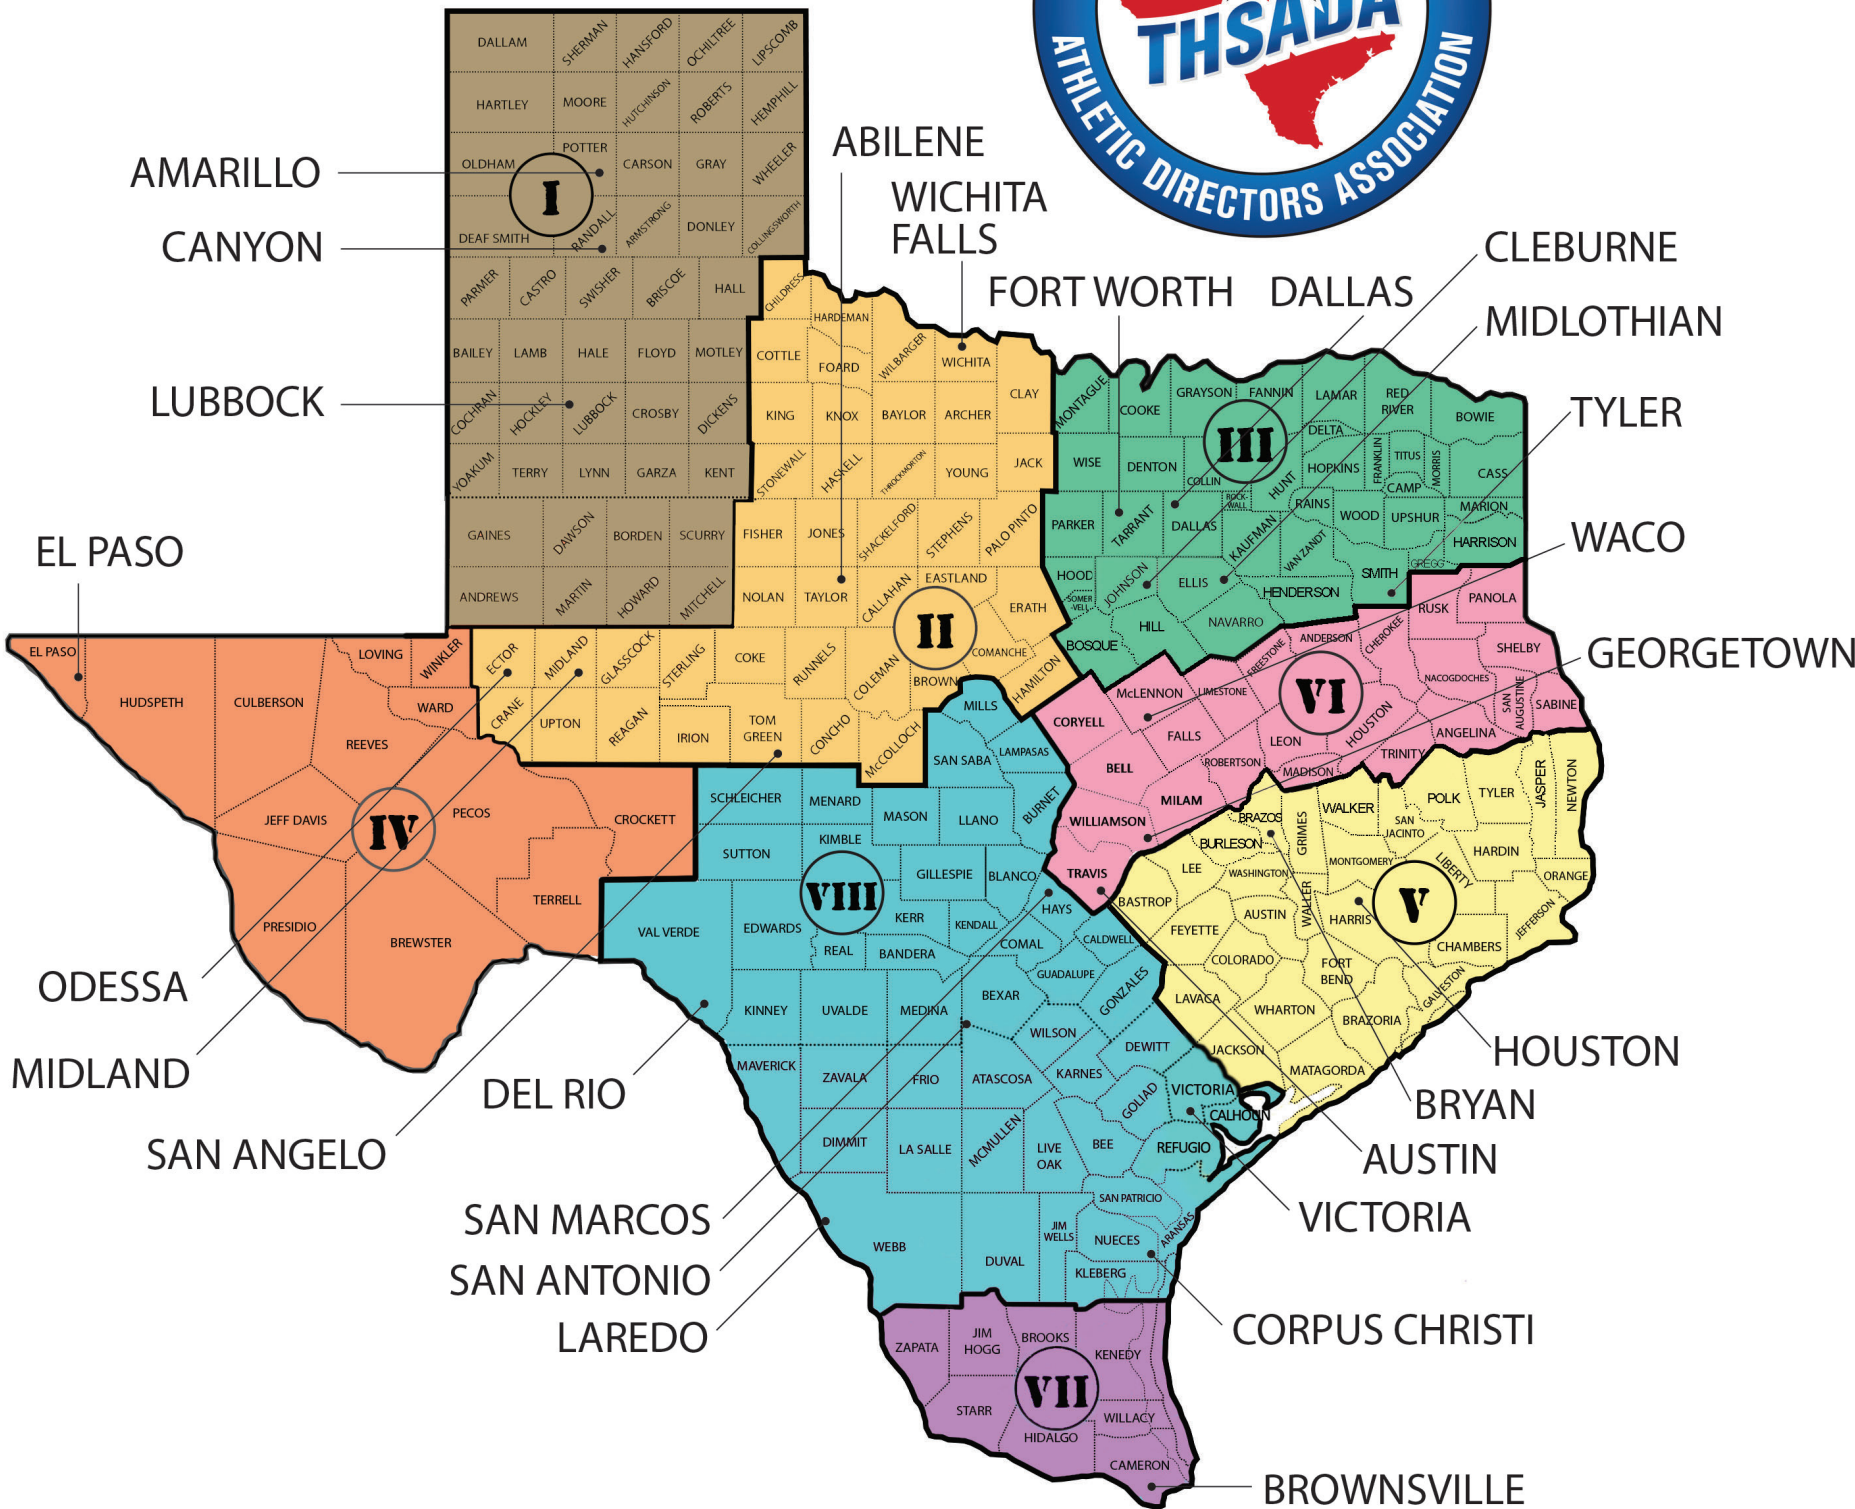 THSADA
ATHLETIC DIRECTORS ASSOCIATION
AMARILLO
CANYON
LUBBOCK
EL PASO
ABILENE
WICHITA
FALLS
FORT WORTH
DALLAS
CLEBURNE
MIDLOTHIAN
TYLER
WACO
GEORGETOWN
ODESSA
MIDLAND
SAN ANGELO
DEL RIO
SAN MARCOS
SAN ANTONIO
LAREDO
HOUSTON
BRYAN
AUSTIN
VICTORIA
CORPUS CHRISTI
BROWNSVILLE
I
DALLAM
SHERMAN
HANSFORD
OCHILTREE
LIPSCOMB
HARTLEY
MOORE
HUTCHINSON
ROBERTS
HEMPHILL
OLDHAM
POTTER
CARSON
GRAY
WHEELER
DEAF SMITH
RANDALL
ARMSTRONG
DONLEY
COLLINGSWORTH
PARMER
CASTRO
SWISHER
BRISCOE
HALL
BAILEY
LAMB
HALE
FLOYD
MOTLEY
COCHRAN
HOCKLEY
LUBBOCK
CROSBY
DICKENS
YOAKUM
TERRY
LYNN
GARZA
KENT
GAINES
DAWSON
BORDEN
SCURRY
ANDREWS
MARTIN
HOWARD
MITCHELL
II
CHILDRESS
HARDEMAN
COTTLE
FOARD
WILBARGER
WICHITA
CLAY
KING
KNOX
BAYLOR
ARCHER
STONEWALL
HASKELL
THROCKMORTON
YOUNG
JACK
FISHER
JONES
SHACKELFORD
STEPHENS
PALO PINTO
NOLAN
TAYLOR
CALLAHAN
EASTLAND
ERATH
ECTOR
MIDLAND
GLASSCOCK
STERLING
COKE
RUNNELS
COLEMAN
BROWN
COMANCHE
HAMILTON
CRANE
UPTON
REAGAN
IRION
TOM
GREEN
CONCHO
McCOLLOCH
III
MONTAGUE
COOKE
GRAYSON
FANNIN
LAMAR
RED
RIVER
BOWIE
WISE
DENTON
COLLIN
HUNT
DELTA
HOPKINS
FRANKLIN
TITUS
MORRIS
CAMP
CASS
PARKER
TARRANT
DALLAS
ROCK-
WALL
KAUFMAN
RAINS
VAN ZANDT
WOOD
UPSHUR
MARION
HARRISON
HOOD
SOMER
-VELL
JOHNSON
ELLIS
HENDERSON
SMITH
GREGG
BOSQUE
HILL
NAVARRO
IV
EL PASO
HUDSPETH
CULBERSON
LOVING
WINKLER
WARD
REEVES
JEFF DAVIS
PECOS
CROCKETT
TERRELL
PRESIDIO
BREWSTER
VI
RUSK
PANOLA
ANDERSON
CHEROKEE
FREESTONE
SHELBY
McLENNON
LIMESTONE
NACOGDOCHES
SAN
AUGUSTINE
SABINE
CORYELL
FALLS
LEON
HOUSTON
ANGELINA
BELL
ROBERTSON
MADISON
TRINITY
MILAM
WILLIAMSON
TRAVIS
V
BRAZOS
BURLESON
GRIMES
WALKER
SAN
JACINTO
POLK
TYLER
JASPER
NEWTON
LEE
WASHINGTON
MONTGOMERY
LIBERTY
HARDIN
ORANGE
BASTROP
AUSTIN
WALLER
HARRIS
CHAMBERS
JEFFERSON
FEYETTE
COLORADO
FORT
BEND
GALVESTON
LAVACA
WHARTON
BRAZORIA
JACKSON
MATAGORDA
VIII
MILLS
SAN SABA
LAMPASAS
SCHLEICHER
MENARD
MASON
LLANO
BURNET
SUTTON
KIMBLE
GILLESPIE
BLANCO
HAYS
VAL VERDE
EDWARDS
KERR
KENDALL
REAL
BANDERA
COMAL
CALDWELL
GUADALUPE
GONZALES
KINNEY
UVALDE
MEDINA
BEXAR
WILSON
DEWITT
MAVERICK
ZAVALA
FRIO
ATASCOSA
KARNES
GOLIAD
VICTORIA
CALHOUN
DIMMIT
LA SALLE
MCMULLEN
LIVE
OAK
BEE
REFUGIO
SAN PATRICIO
ARANSAS
WEBB
DUVAL
JIM
WELLS
NUECES
KLEBERG
VII
ZAPATA
JIM
HOGG
BROOKS
KENEDY
STARR
HIDALGO
WILLACY
CAMERON